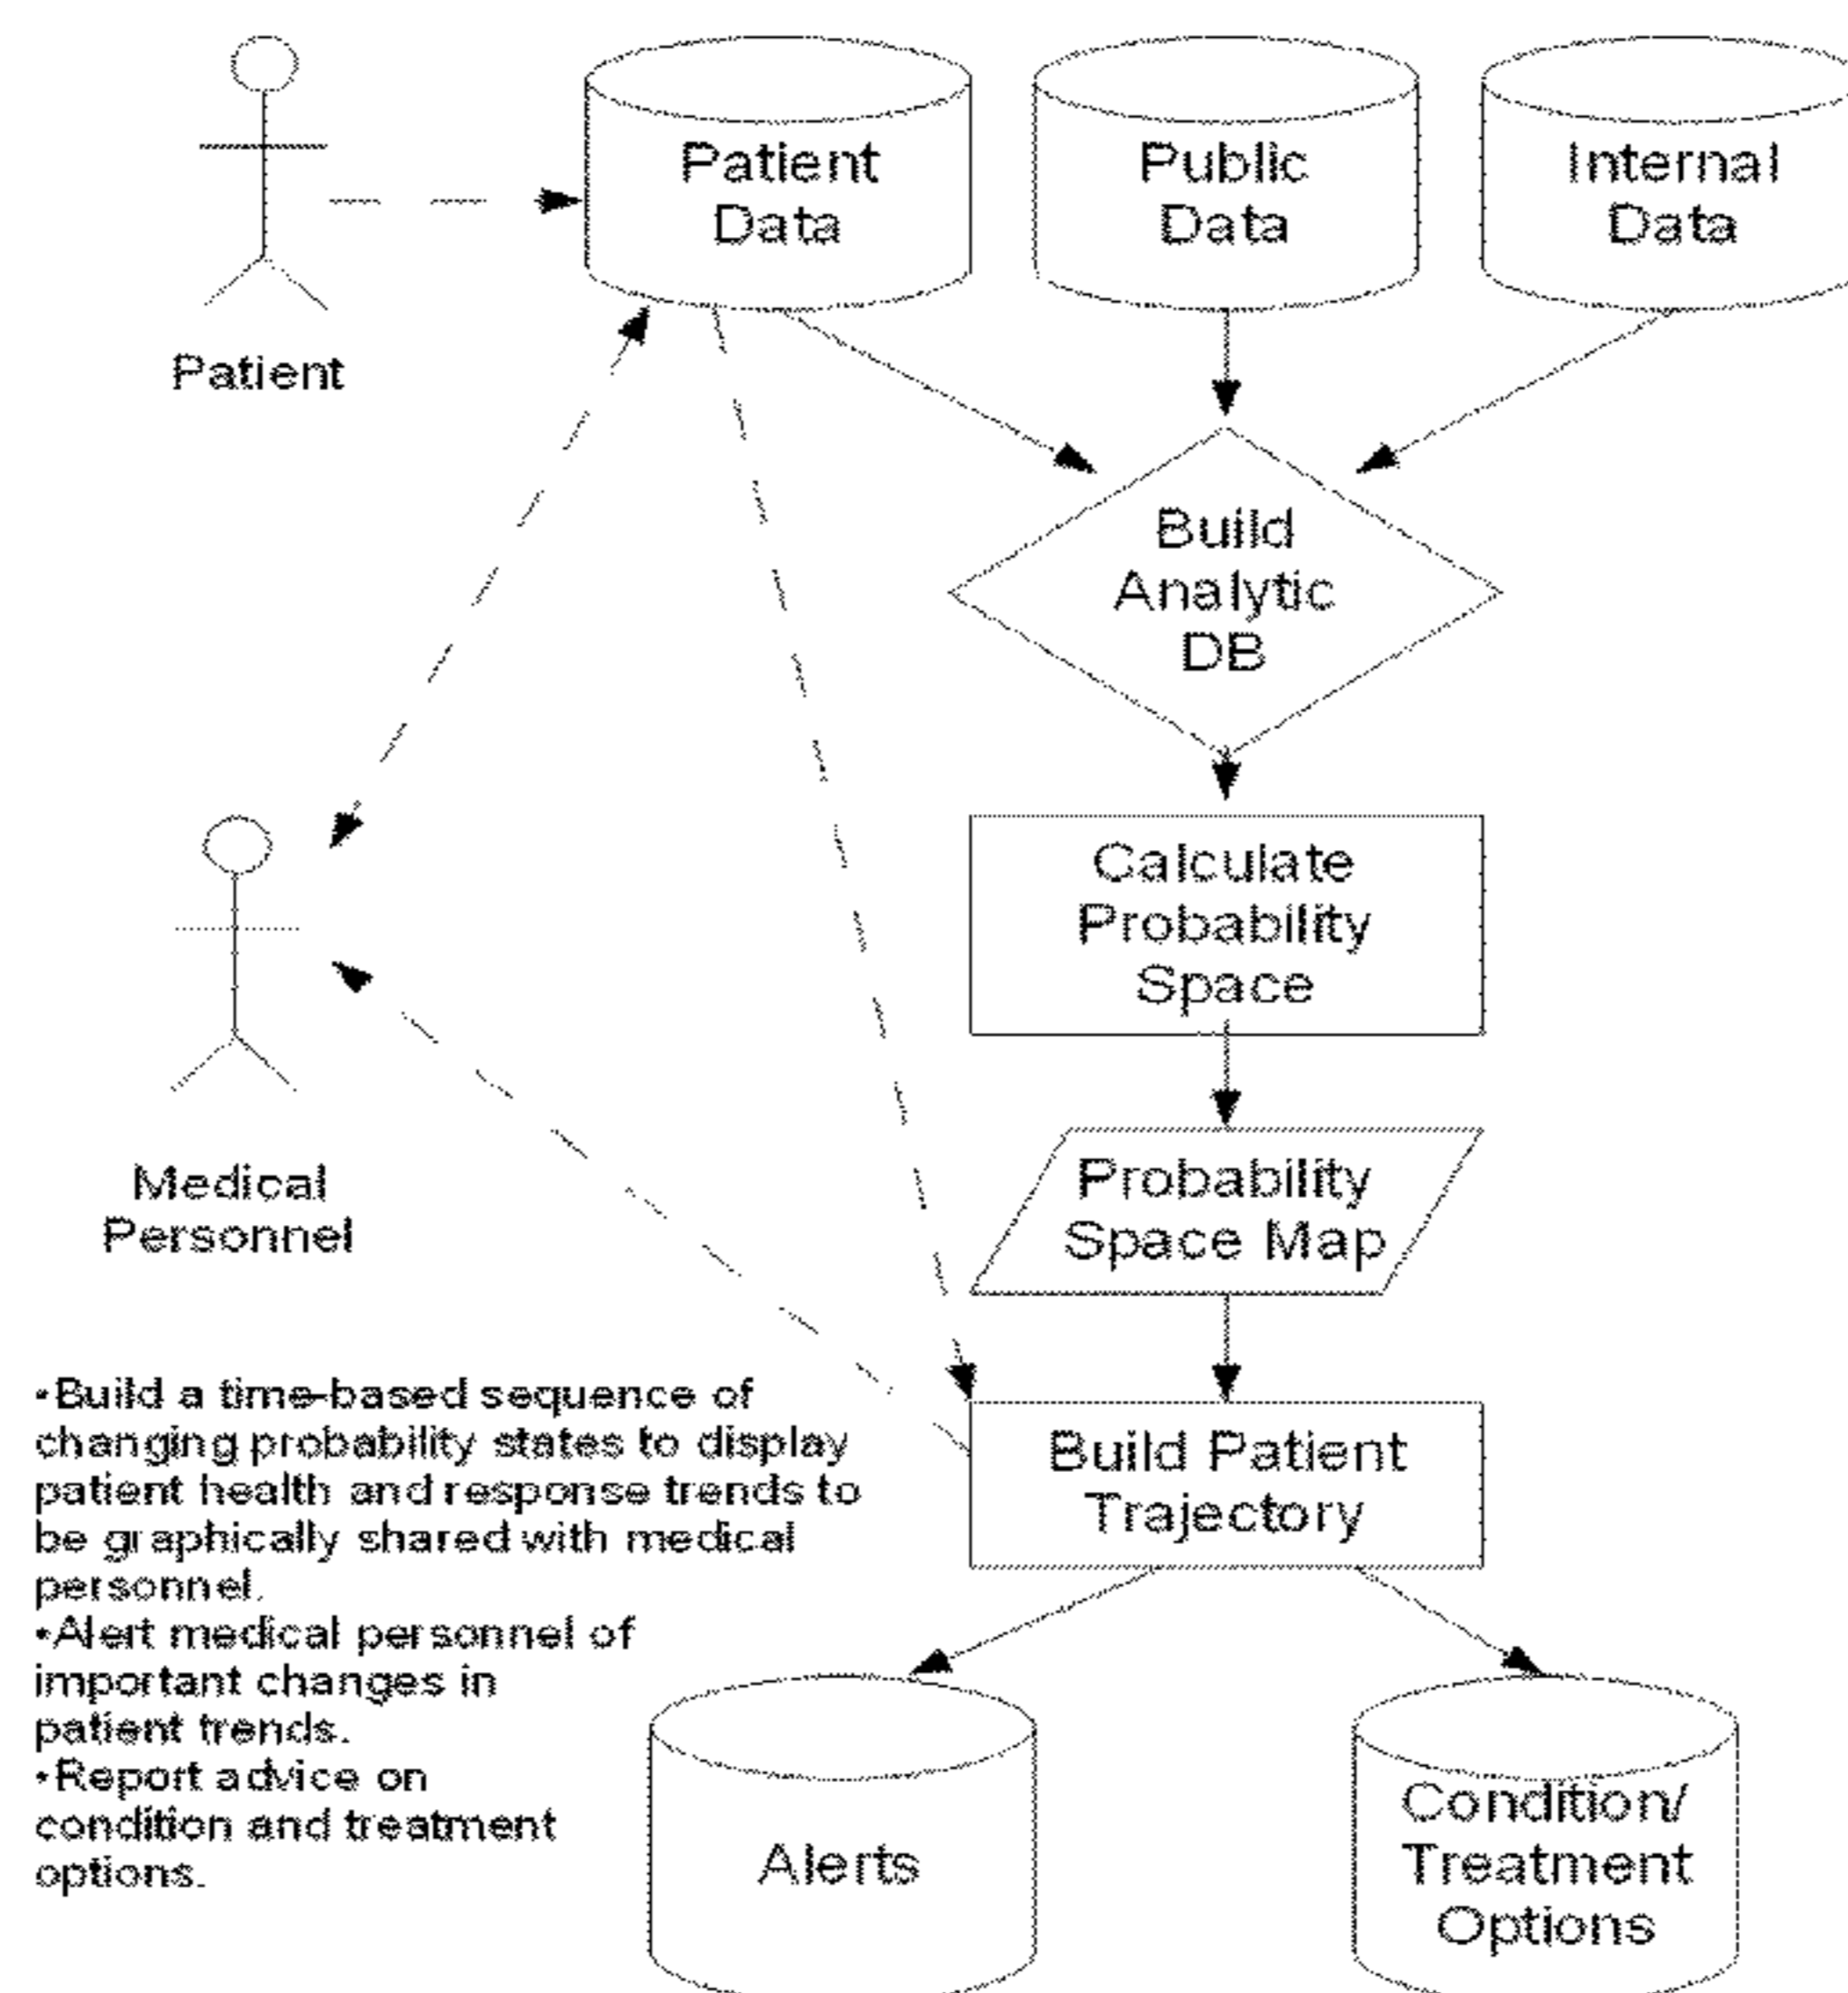 Patient
Data
Public
Data
Internal
Data
Patient
Build
Analytic
DB
Calculate
Probability
Space
Medical
Personnel
Probability
Space Map
Build Patient
Trajectory
•Build a time-based sequence of
changing probability states to display
patient health and response trends to
be graphically shared with medical
personnel.
•Alert medical personnel of
important changes in
patient trends.
•Report advice on
condition and treatment
options.
Alerts
Condition/
Treatment
Options